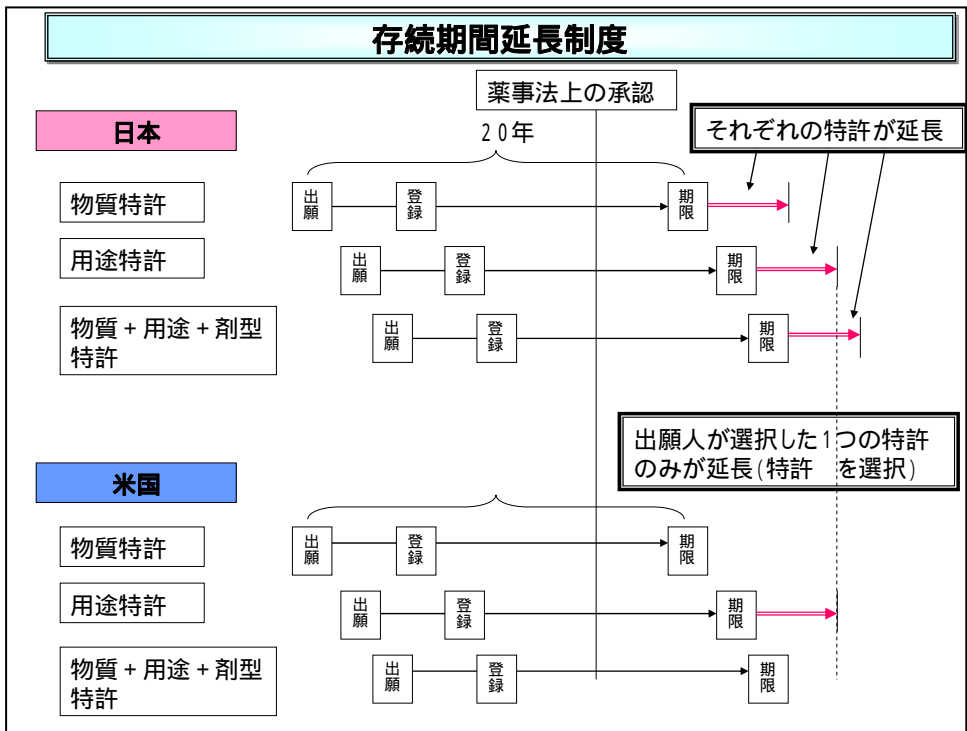 存続期間延長制度
薬事法上の承認
日本
20年
それぞれの特許が延長
物質特許
出願
登録
期限
用途特許
出願
登録
期限
物質+用途+剤型
特許
出願
登録
期限
出願人が選択した1つの特許
のみが延長(特許　を選択)
米国
物質特許
出願
登録
期限
用途特許
出願
登録
期限
物質+用途+剤型
特許
出願
登録
期限